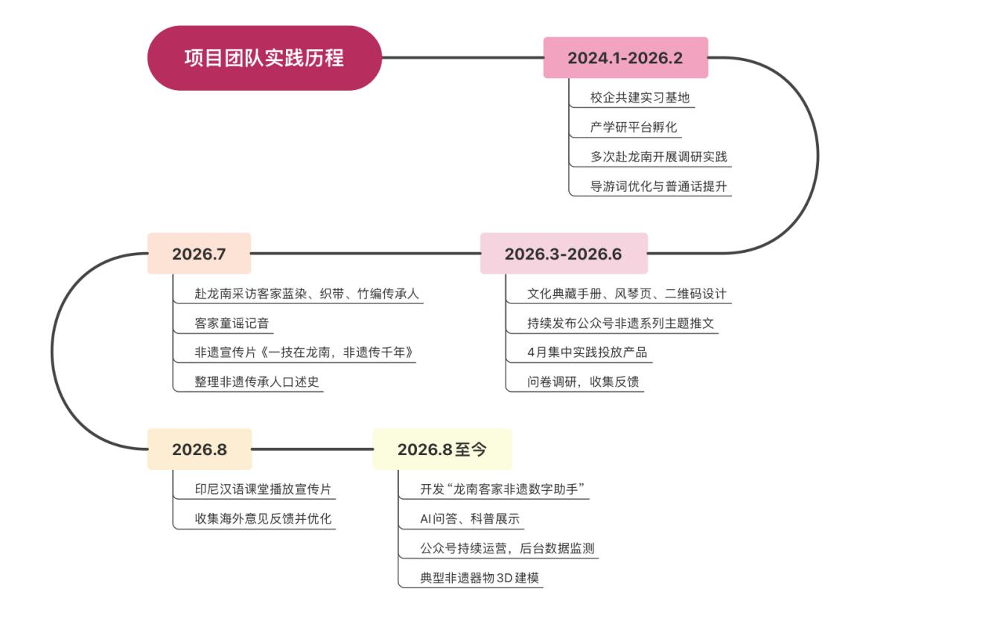 项目团队实践历程
2024.1-2026.2
校企共建实习基地
产学研平台孵化
多次赴龙南开展调研实践
导游词优化与普通话提升
2026.3-2026.6
文化典藏手册、风琴页、二维码设计
持续发布公众号非遗系列主题推文
4月集中实践投放产品
问卷调研，收集反馈
2026.7
赴龙南采访客家蓝染、织带、竹编传承人
客家童谣记音
非遗宣传片《一技在龙南，非遗传千年》
整理非遗传承人口述史
2026.8
印尼汉语课堂播放宣传片
收集海外意见反馈并优化
2026.8至今
开发“龙南客家非遗数字助手”
AI问答、科普展示
公众号持续运营，后台数据监测
典型非遗器物3D建模